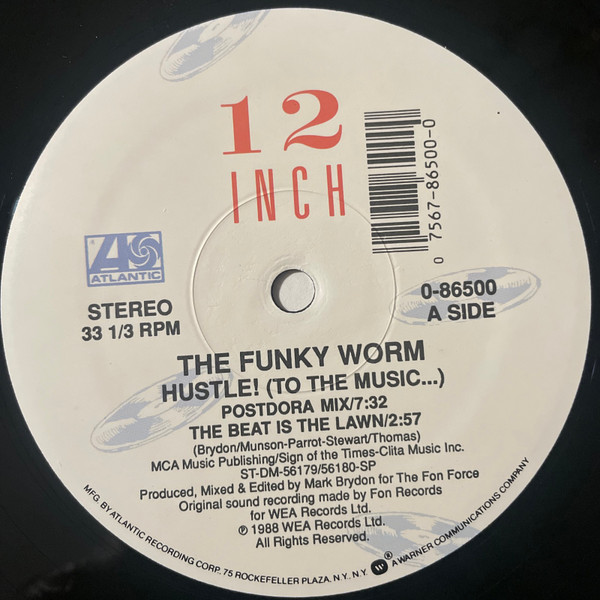 12
INCH
0 7567-86500-0
ATLANTIC
STEREO
33 1/3 RPM
0-86500
A SIDE
THE FUNKY WORM
HUSTLE! (TO THE MUSIC...)
POSTDORA MIX/7:32
THE BEAT IS THE LAWN/2:57
(Brydon/Munson-Parrot-Stewart/Thomas)
MCA Music Publishing/Sign of the Times-Clita Music Inc.
ST-DM-56179/56180-SP
Produced, Mixed & Edited by Mark Brydon for The Fon Force
Original sound recording made by Fon Records
for WEA Records Ltd.
℗ 1988 WEA Records Ltd.
All Rights Reserved.
MFG. BY ATLANTIC RECORDING CORP., 75 ROCKEFELLER PLAZA, N.Y., N.Y. ® A WARNER COMMUNICATIONS COMPANY